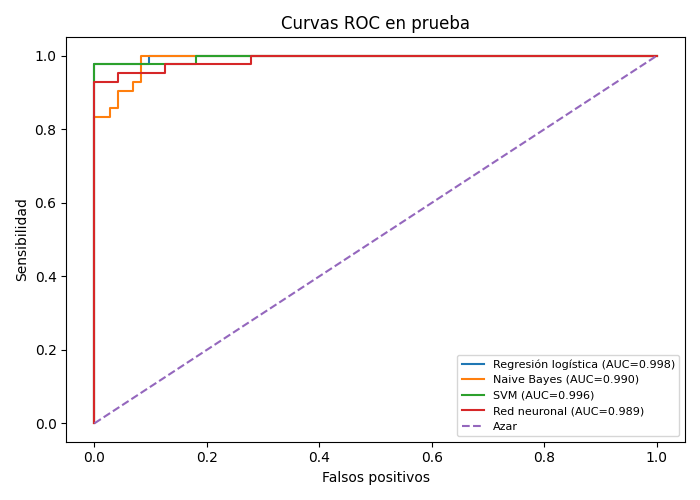 Curvas ROC en prueba
1.0
0.8
0.6
0.4
0.2
0.0
Sensibilidad
Regresión logística (AUC=0.998)
Naive Bayes (AUC=0.990)
SVM (AUC=0.996)
Red neuronal (AUC=0.989)
Azar
0.0 0.2 0.4 0.6 0.8 1.0
Falsos positivos